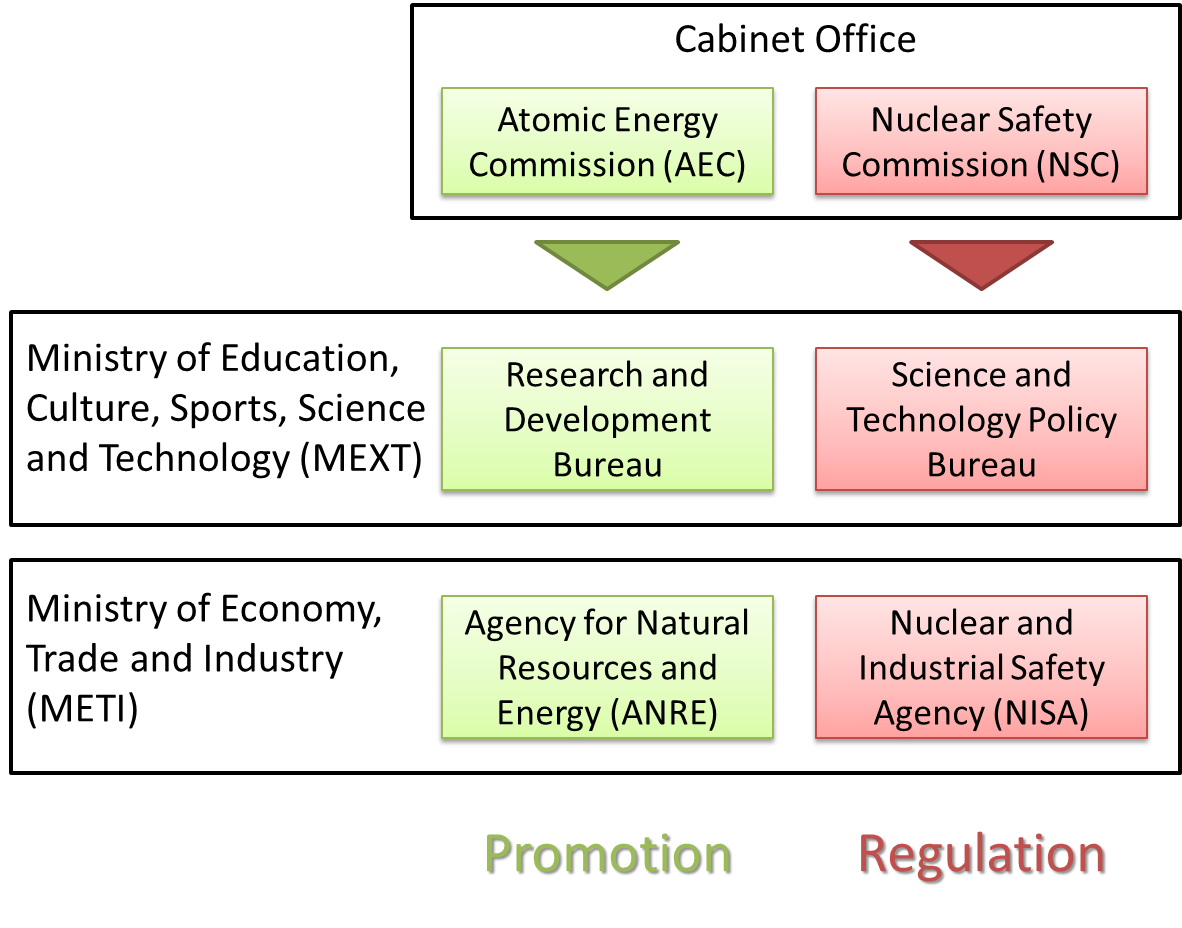 Cabinet Office
Atomic Energy
Commission (AEC)
Nuclear Safety
Commission (NSC)
Ministry of Education,
Culture, Sports, Science
and Technology (MEXT)
Research and
Development
Bureau
Science and
Technology Policy
Bureau
Ministry of Economy,
Trade and Industry
(METI)
Agency for Natural
Resources and
Energy (ANRE)
Nuclear and
Industrial Safety
Agency (NISA)
Promotion
Regulation